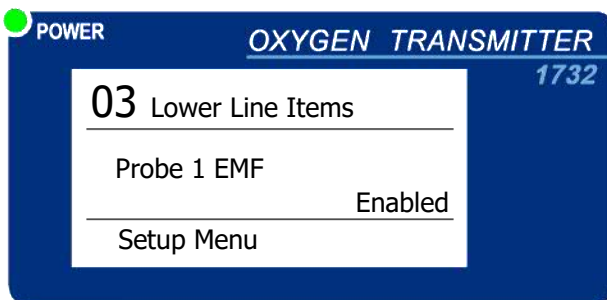 POWER
OXYGEN TRANSMITTER
1732
03 Lower Line Items
Probe 1 EMF
Enabled
Setup Menu